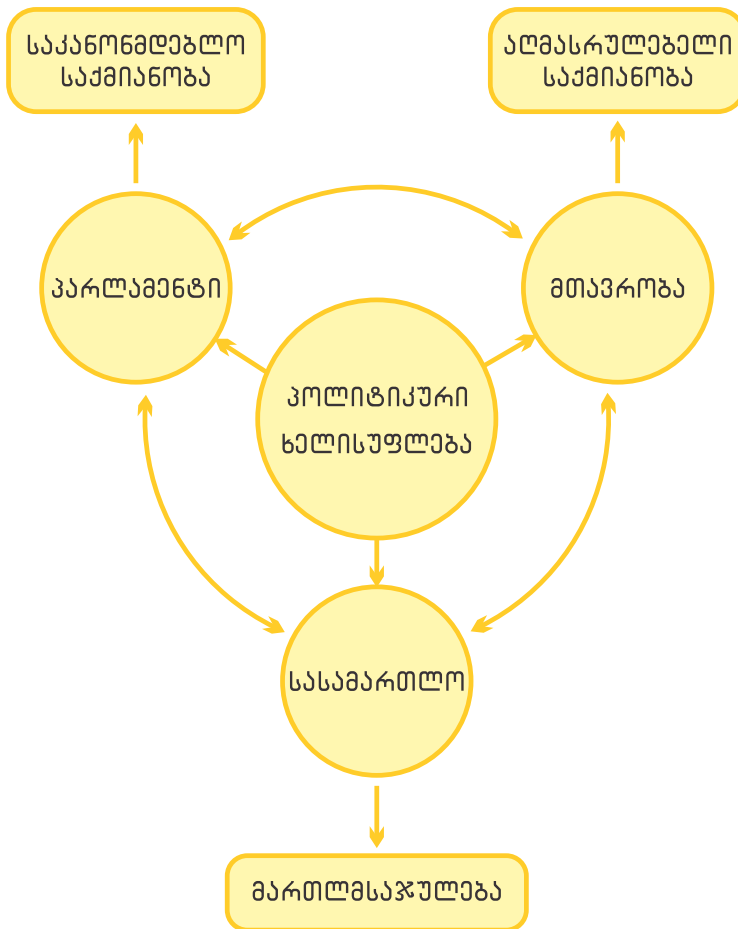 საკანონმდებლო
საქმიანობა
აღმასრულებელი
საქმიანობა
პარლამენტი
მთავრობა
პოლიტიკური
ხელისუფლება
სასამართლო
მართლმსაჯულება